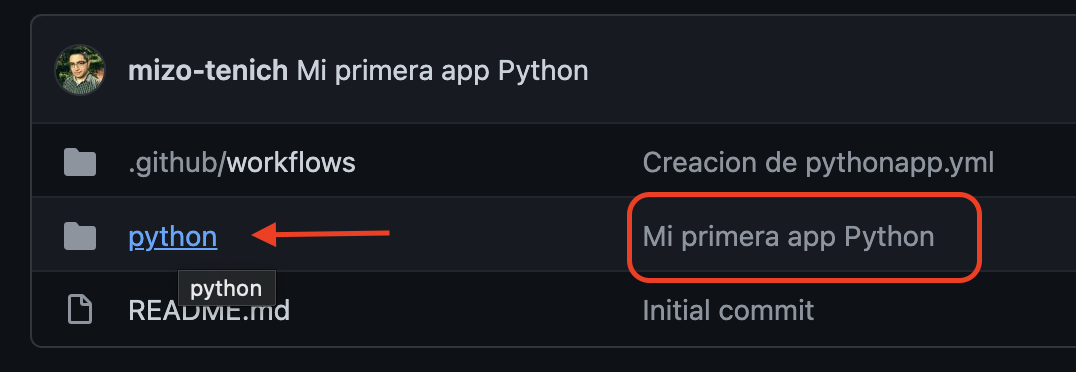 mizo-tenich Mi primera app Python
.github/workflows Creacion de pythonapp.yml
python Mi primera app Python
python
README.md Initial commit